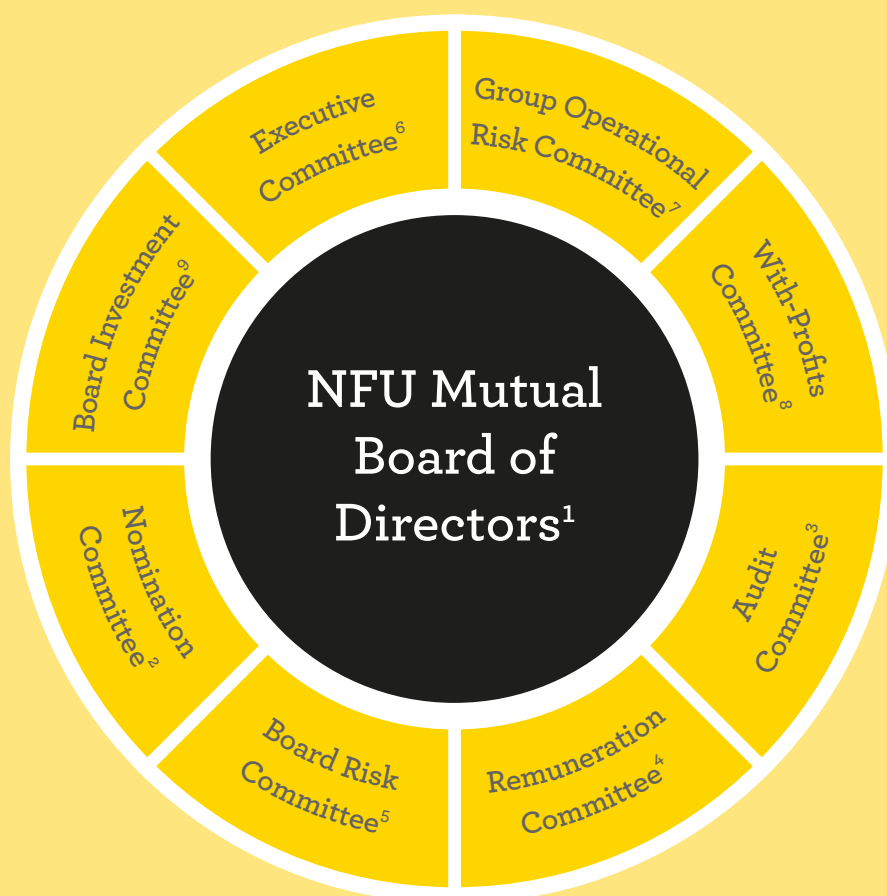 Executive
Committee⁶
Group Operational
Risk Committee⁷
Board Investment
Committee⁹
With-Profits
Committee⁸
NFU Mutual
Board of
Directors¹
Nomination
Committee²
Audit
Committee³
Board Risk
Committee⁵
Remuneration
Committee⁴